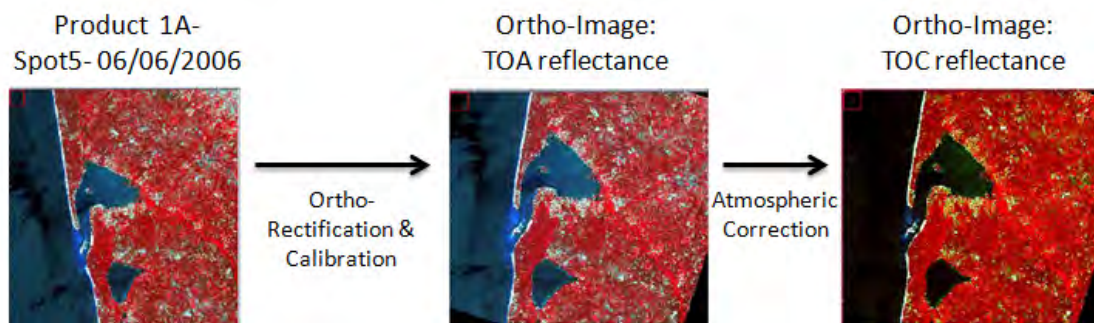 Product 1A-
Spot5- 06/06/2006
Ortho-
Rectification &
Calibration
Ortho-Image:
TOA reflectance
Atmospheric
Correction
Ortho-Image:
TOC reflectance